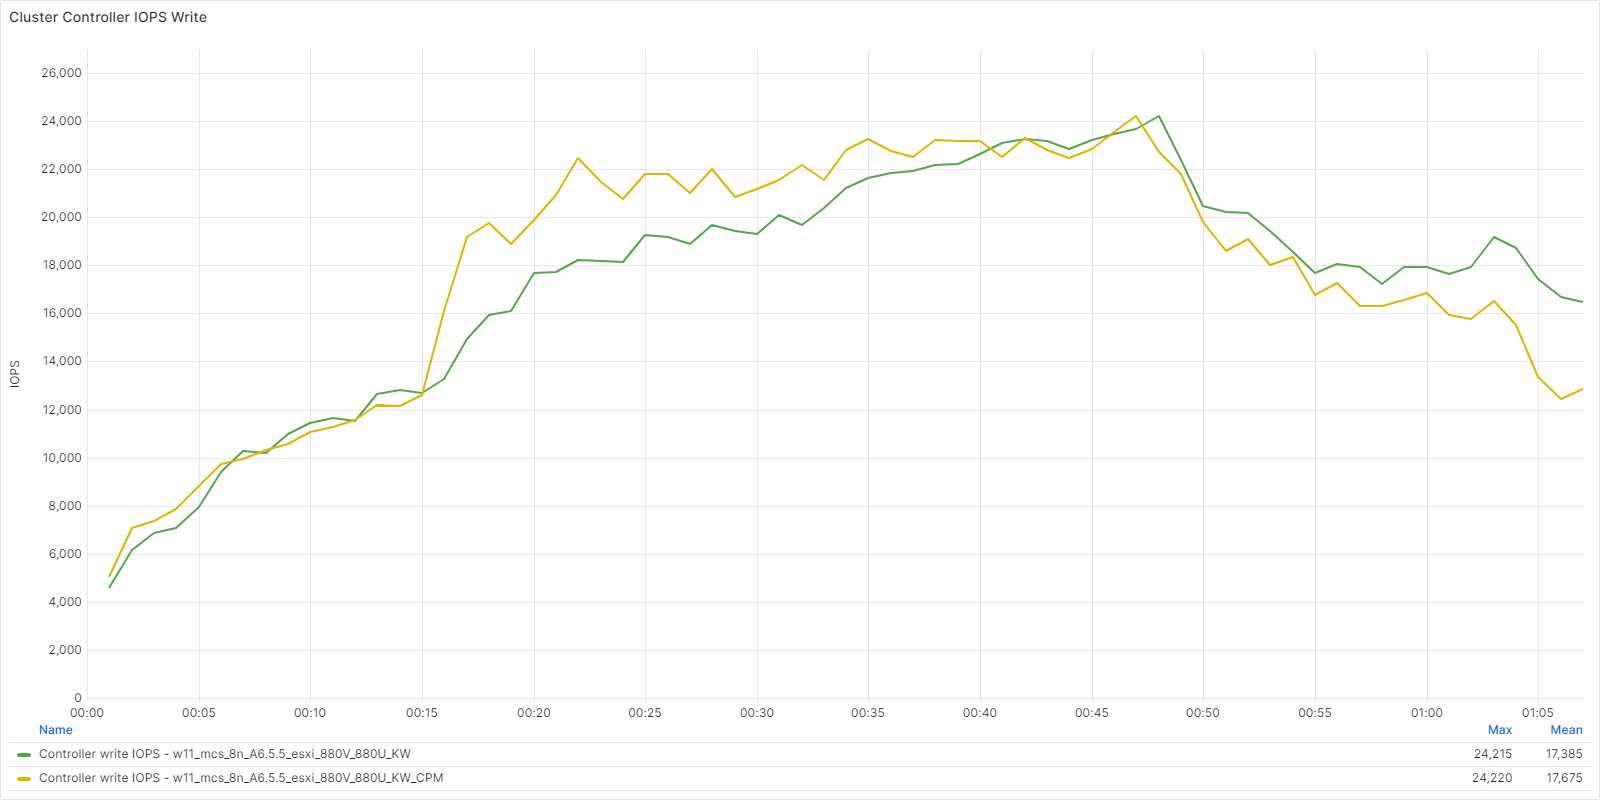 Cluster Controller IOPS Write
26,000
24,000
22,000
20,000
18,000
16,000
14,000
12,000
10,000
8,000
6,000
4,000
2,000
0
IOPS
00:00 00:05 00:10 00:15 00:20 00:25 00:30 00:35 00:40 00:45 00:50 00:55 01:00 01:05
Name Max Mean
Controller write IOPS - w11_mcs_8n_A6.5.5_esxi_880V_880U_KW 24,215 17,385
Controller write IOPS - w11_mcs_8n_A6.5.5_esxi_880V_880U_KW_CPM 24,220 17,675